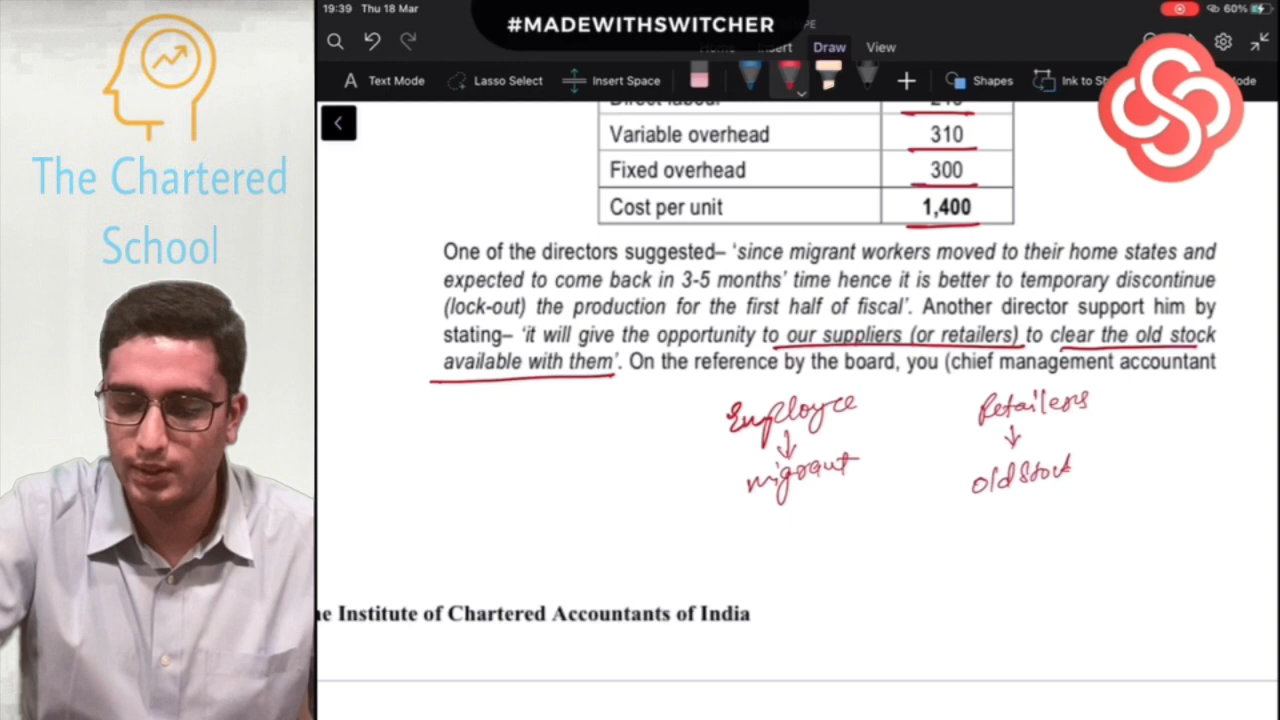 19:39 Thu 18 Mar
#MADEWITHSWITCHER
60%
Insert Draw View
Text Mode Lasso Select Insert Space Shapes Ink to
The Chartered
School
Direct labour
Variable overhead 310
Fixed overhead 300
Cost per unit 1,400
One of the directors suggested– ‘since migrant workers moved to their home states and
expected to come back in 3-5 months’ time hence it is better to temporary discontinue
(lock-out) the production for the first half of fiscal’. Another director support him by
stating– ‘it will give the opportunity to our suppliers (or retailers) to clear the old stock
available with them’. On the reference by the board, you (chief management accountant
Employee Retailers
migrant old stock
Institute of Chartered Accountants of India